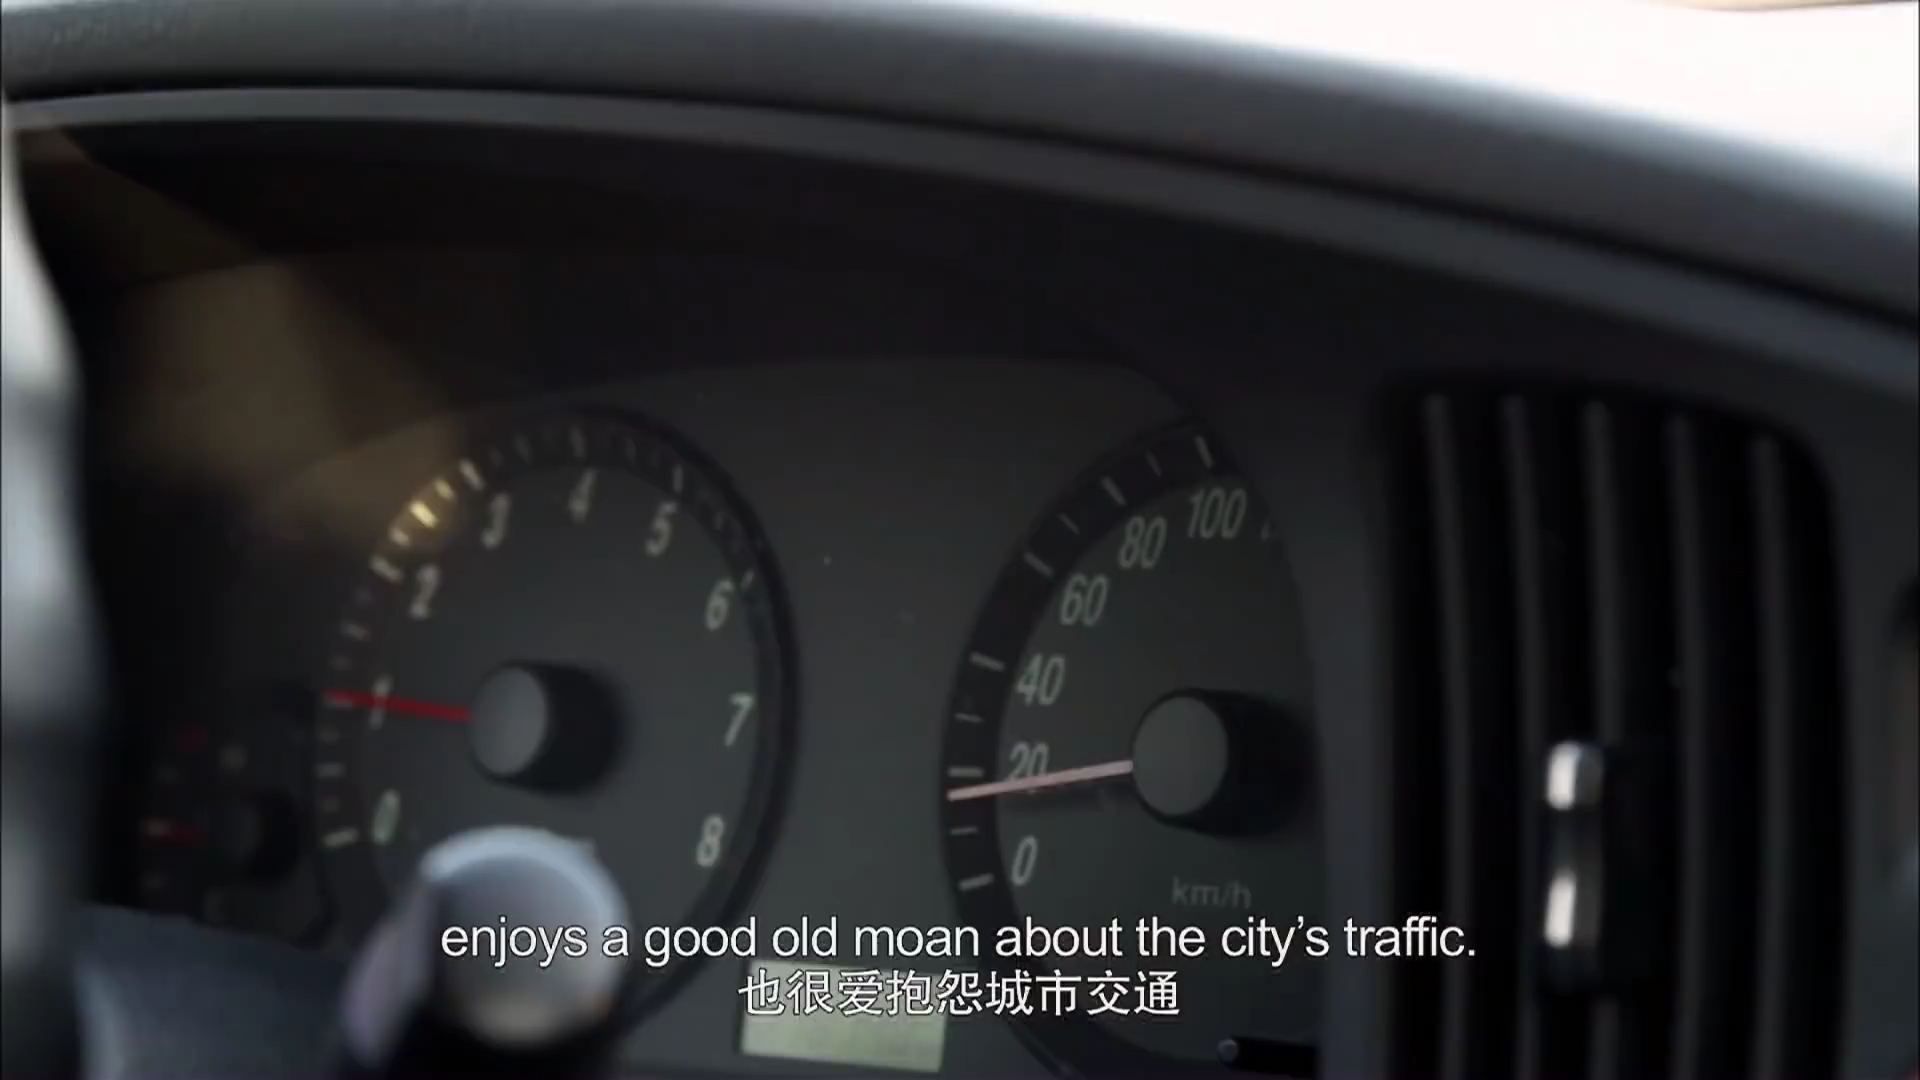 3 4 5
2 6
1 7
0 8
100
80
60
40
20
0
km/h
enjoys a good old moan about the city’s traffic.
也很爱抱怨城市交通